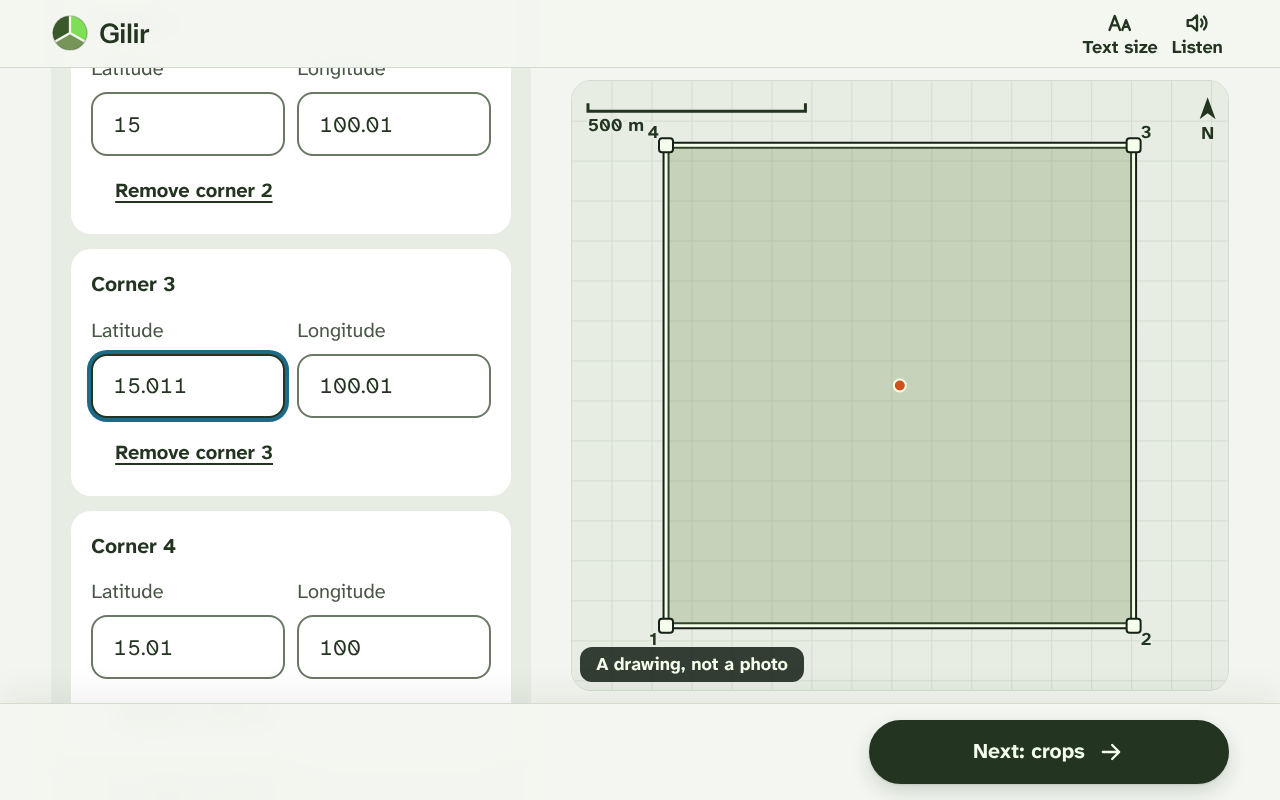 Gilir
Text size
Listen
Latitude
Longitude
15
100.01
Remove corner 2
Corner 3
Latitude
Longitude
15.011
100.01
Remove corner 3
Corner 4
Latitude
Longitude
15.01
100
500 m
4
3
N
1
2
A drawing, not a photo
Next: crops